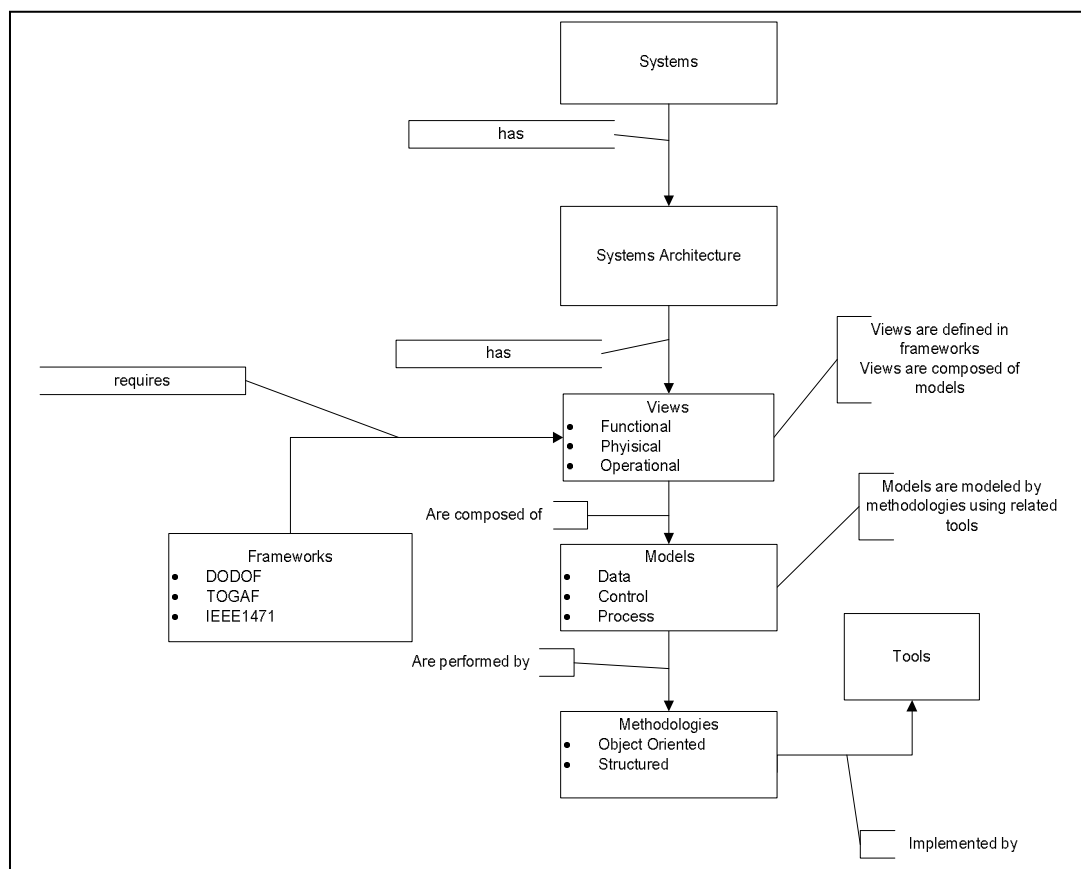 Systems
has
Systems Architecture
has
Views are defined in
frameworks
Views are composed of
models
requires
Views
• Functional
• Phyisical
• Operational
Are composed of
Models are modeled by
methodologies using related
tools
Frameworks
• DODOF
• TOGAF
• IEEE1471
Models
• Data
• Control
• Process
Are performed by
Tools
Methodologies
• Object Oriented
• Structured
Implemented by